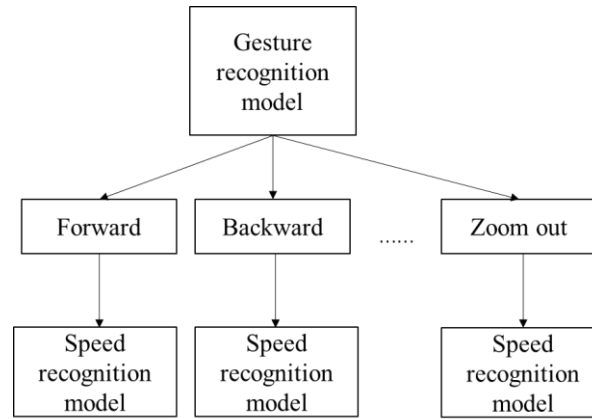 Gesture
recognition
model
Forward
Backward
......
Zoom out
Speed
recognition
model
Speed
recognition
model
Speed
recognition
model